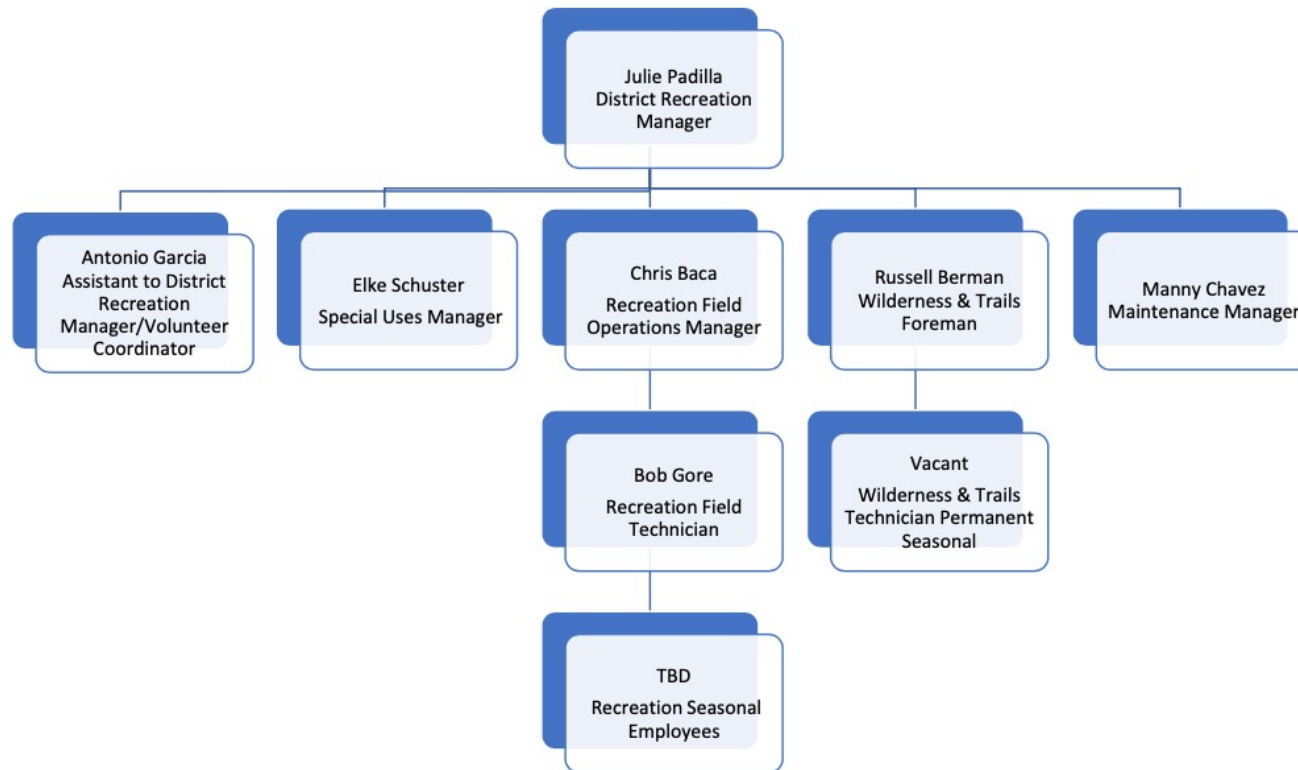 Julie Padilla
District Recreation
Manager
Antonio Garcia
Assistant to District
Recreation
Manager/Volunteer
Coordinator
Elke Schuster
Special Uses Manager
Chris Baca
Recreation Field
Operations Manager
Russell Berman
Wilderness & Trails
Foreman
Manny Chavez
Maintenance Manager
Bob Gore
Recreation Field
Technician
Vacant
Wilderness & Trails
Technician Permanent
Seasonal
TBD
Recreation Seasonal
Employees